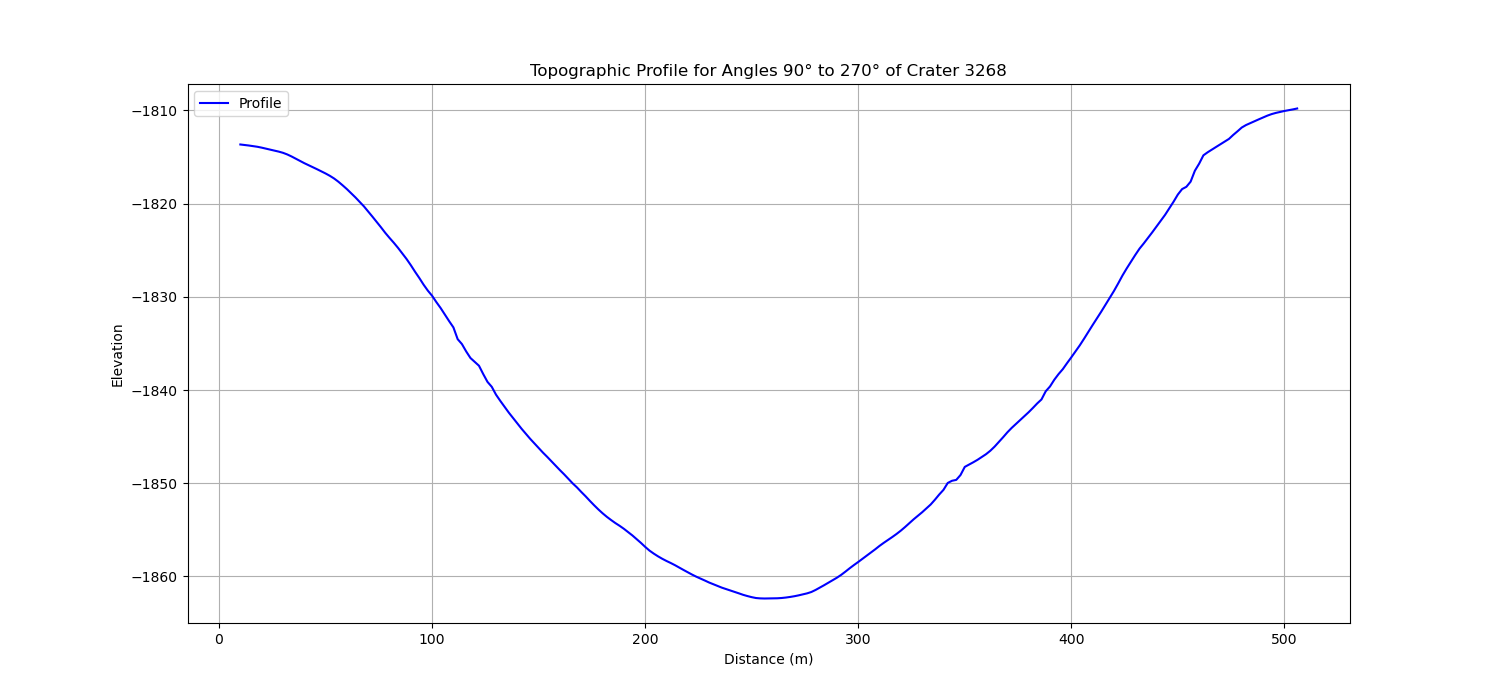 Topographic Profile for Angles 90° to 270° of Crater 3268
Profile
−1810
−1820
−1830
−1840
−1850
−1860
Elevation
0 100 200 300 400 500
Distance (m)